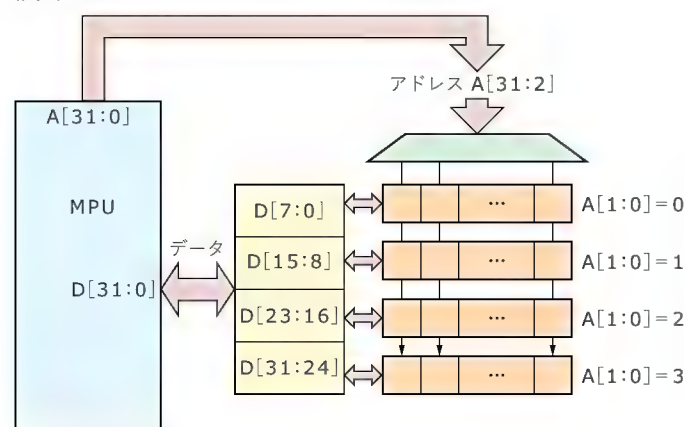 アドレス A[31:2]
A[31:0]
MPU
データ
D[31:0]
D[7:0]
D[15:8]
D[23:16]
D[31:24]
… A[1:0]=0
… A[1:0]=1
… A[1:0]=2
… A[1:0]=3